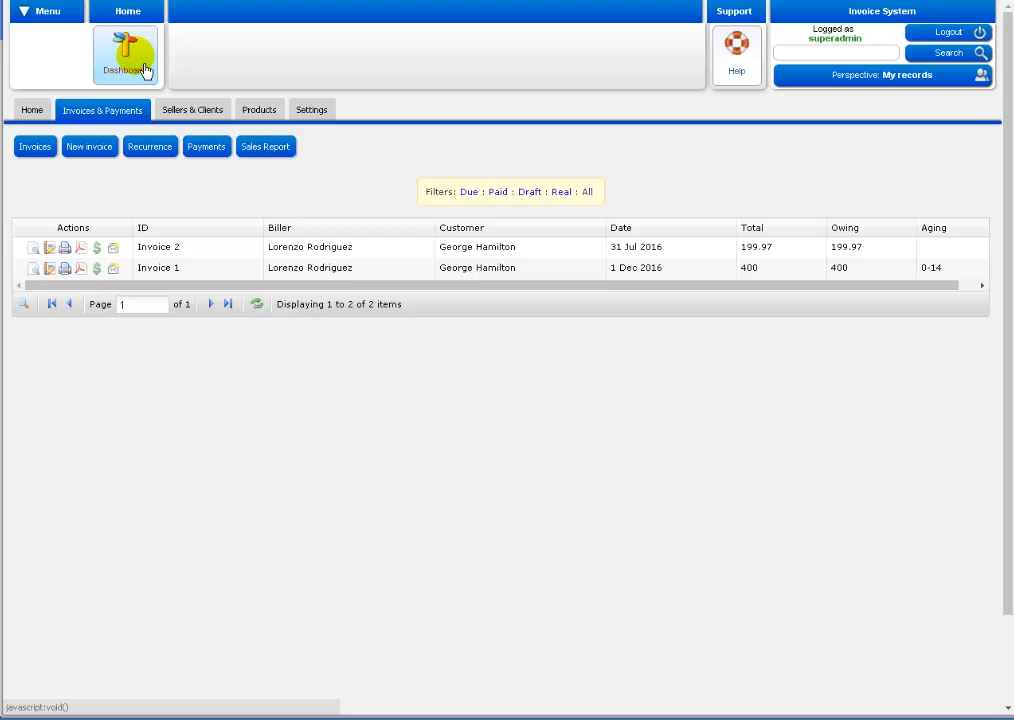 Menu Home Support Invoice System
Logged as superadmin Logout
Search
Dashboard Help Perspective: My records
Home Invoices & Payments Sellers & Clients Products Settings
Invoices New invoice Recurrence Payments Sales Report
Filters: Due : Paid : Draft : Real : All
Actions ID Biller Customer Date Total Owing Aging
Invoice 2 Lorenzo Rodriguez George Hamilton 31 Jul 2016 199.97 199.97
Invoice 1 Lorenzo Rodriguez George Hamilton 1 Dec 2016 400 400 0-14
Page 1 of 1 Displaying 1 to 2 of 2 items
javascript:void()